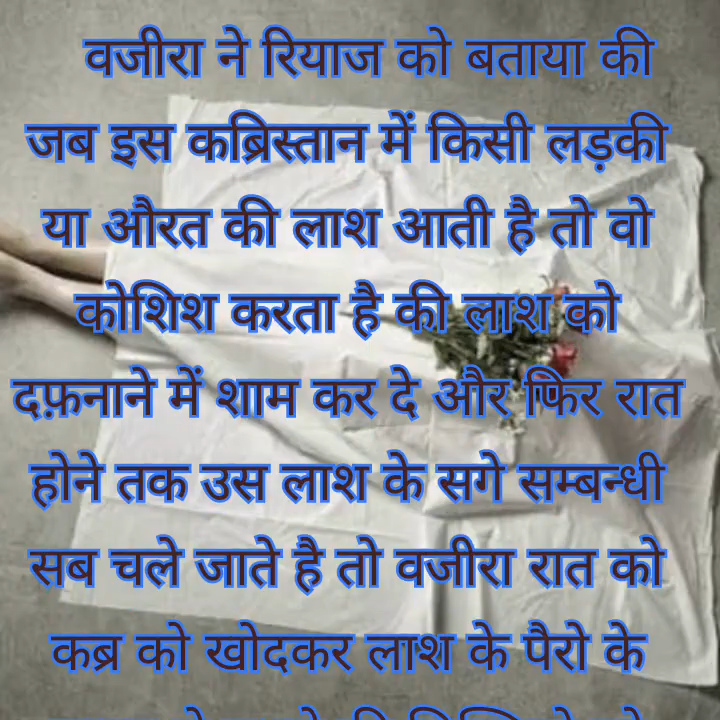 वजीरा ने रियाज को बताया की
जब इस कब्रिस्तान में किसी लड़की
या औरत की लाश आती है तो वो
कोशिश करता है की लाश को
दफ़नाने में शाम कर दे और फिर रात
होने तक उस लाश के सगे सम्बन्धी
सब चले जाते है तो वजीरा रात को
कब्र को खोदकर लाश के पैरो के